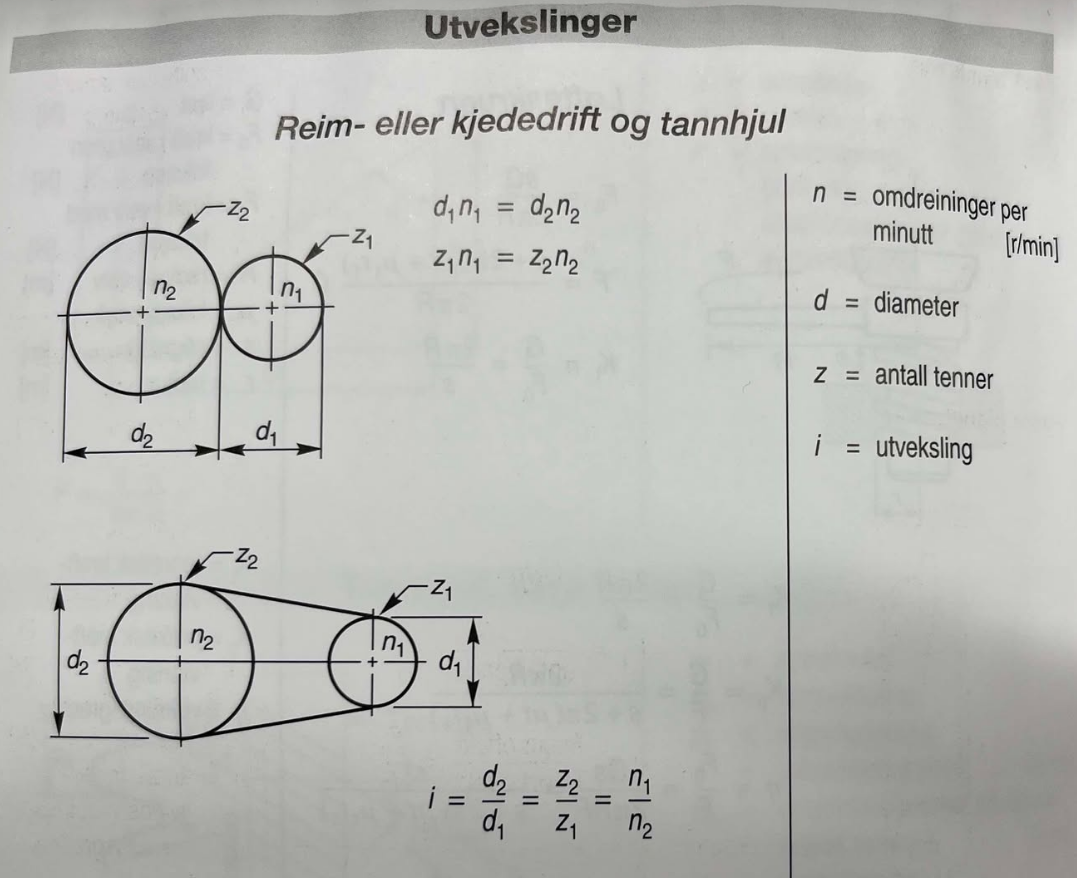 Utvekslinger
Reim- eller kjededrift og tannhjul
d₁n₁ = d₂n₂
z₁n₁ = z₂n₂
z₂
z₁
n₂
n₁
d₂
d₁
n = omdreininger per
minutt [r/min]
d = diameter
z = antall tenner
i = utveksling
z₂
z₁
n₂
n₁
d₂
d₁
i = d₂/d₁ = z₂/z₁ = n₁/n₂